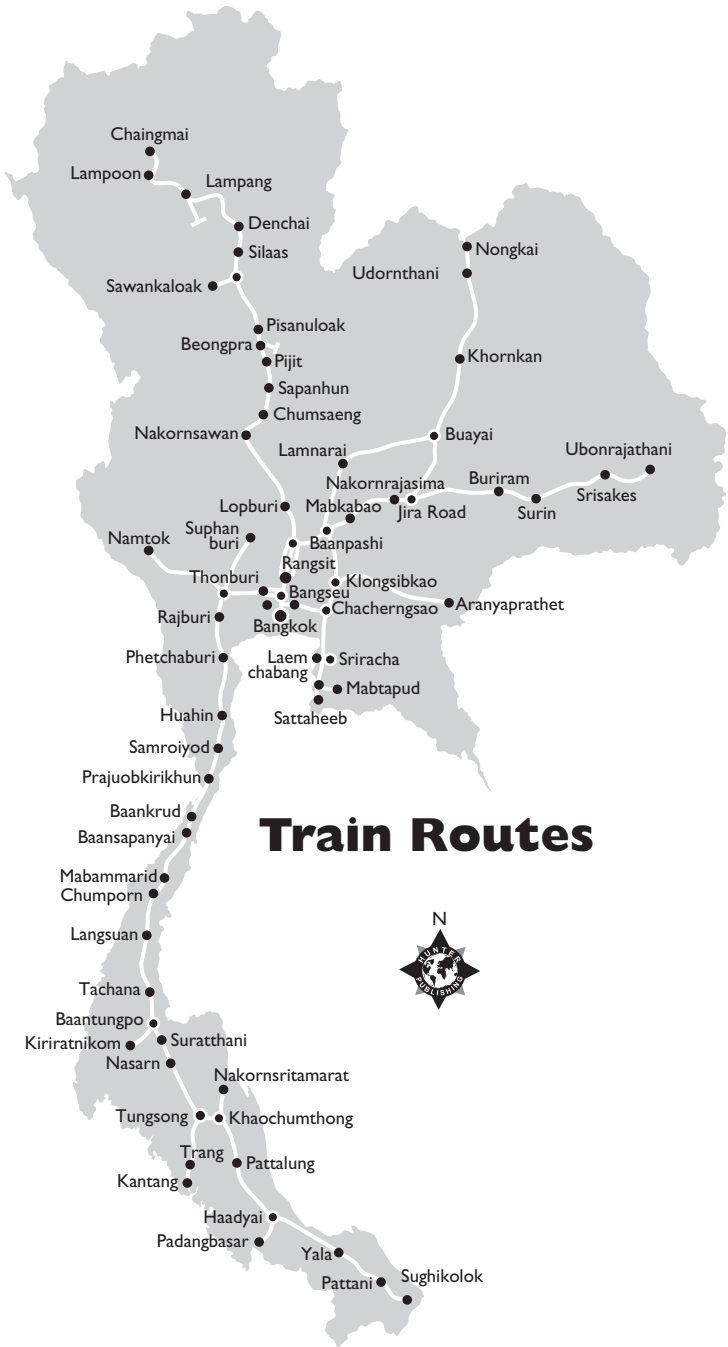 Chaingmai
Lampoon
Lampang
Denchai
Silaas
Sawankaloak
Nongkai
Udornthani
Pisanuloak
Beongpra
Pijit
Khornkan
Sapanhun
Chumsaeng
Nakornsawan
Buayai
Lamnarai
Ubonrajathani
Nakornrajasima
Buriram
Srisakes
Lopburi
Mabkabao
Jira Road
Surin
Suphan
buri
Namtok
Baanpashi
Rangsit
Thonburi
Klongsibkao
Bangseu
Chacherngsao
Aranyaprathet
Rajburi
Bangkok
Phetchaburi
Laem
chabang
Sriracha
Mabtapud
Sattaheeb
Huahin
Samroiyod
Prajuobkirikhun
Baankrud
Baansapanyai
Train Routes
Mabammarid
Chumporn
N
HUNTER
PUBLISHING
Langsuan
Tachana
Baantungpo
Kiriratnikom
Suratthani
Nasarn
Nakornsritamarat
Tungsong
Khaochumthong
Trang
Pattalung
Kantang
Haadyai
Padangbasar
Yala
Pattani
Sughikolok